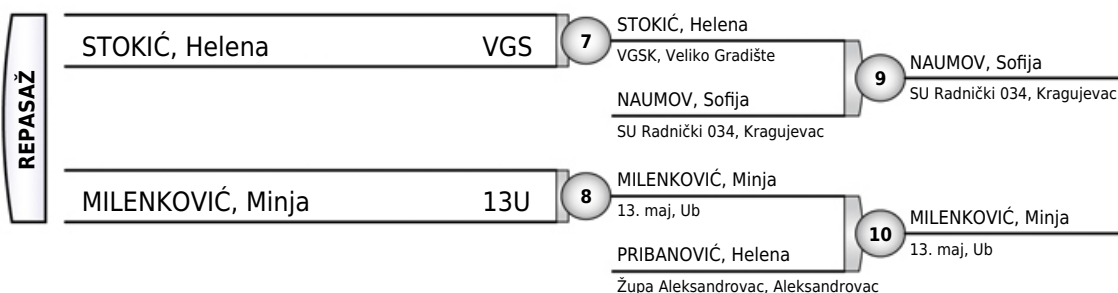 REPASAŽ
STOKIĆ, Helena VGS
7
STOKIĆ, Helena
VGSK, Veliko Gradište
NAUMOV, Sofija
SU Radnički 034, Kragujevac
9
NAUMOV, Sofija
SU Radnički 034, Kragujevac
MILENKOVIĆ, Minja 13U
8
MILENKOVIĆ, Minja
13. maj, Ub
PRIBANOVIĆ, Helena
Župa Aleksandrovac, Aleksandrovac
10
MILENKOVIĆ, Minja
13. maj, Ub